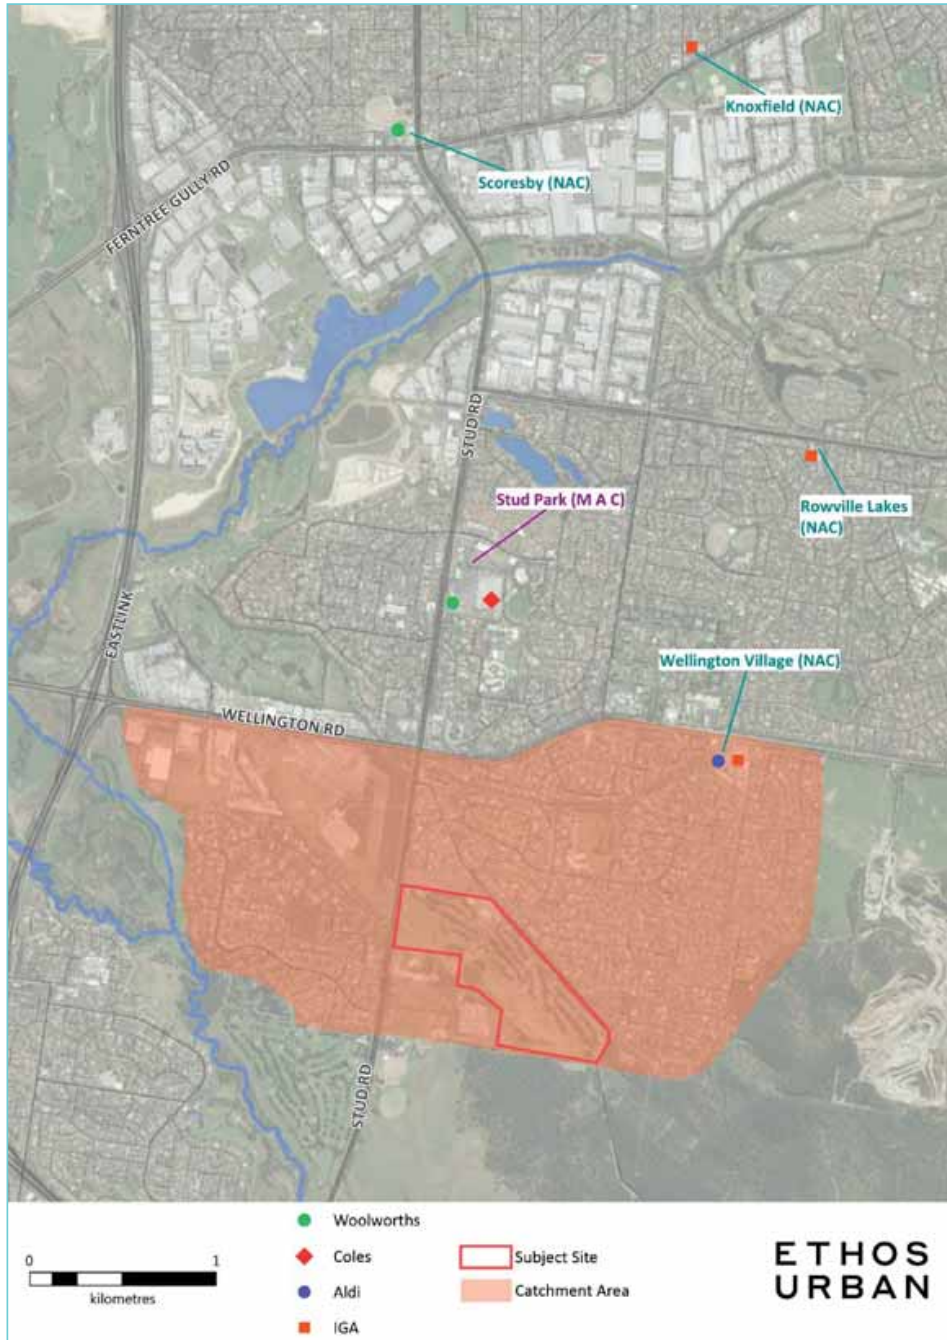 Knoxfield (NAC)
Scoresby (NAC)
FERNTREE GULLY RD
STUD RD
Stud Park (M A C)
Rowville Lakes
(NAC)
EASTLINK
Wellington Village (NAC)
WELLINGTON RD
STUD RD
0 1
kilometres
Woolworths
Coles
Aldi
IGA
Subject Site
Catchment Area
ETHOS
URBAN